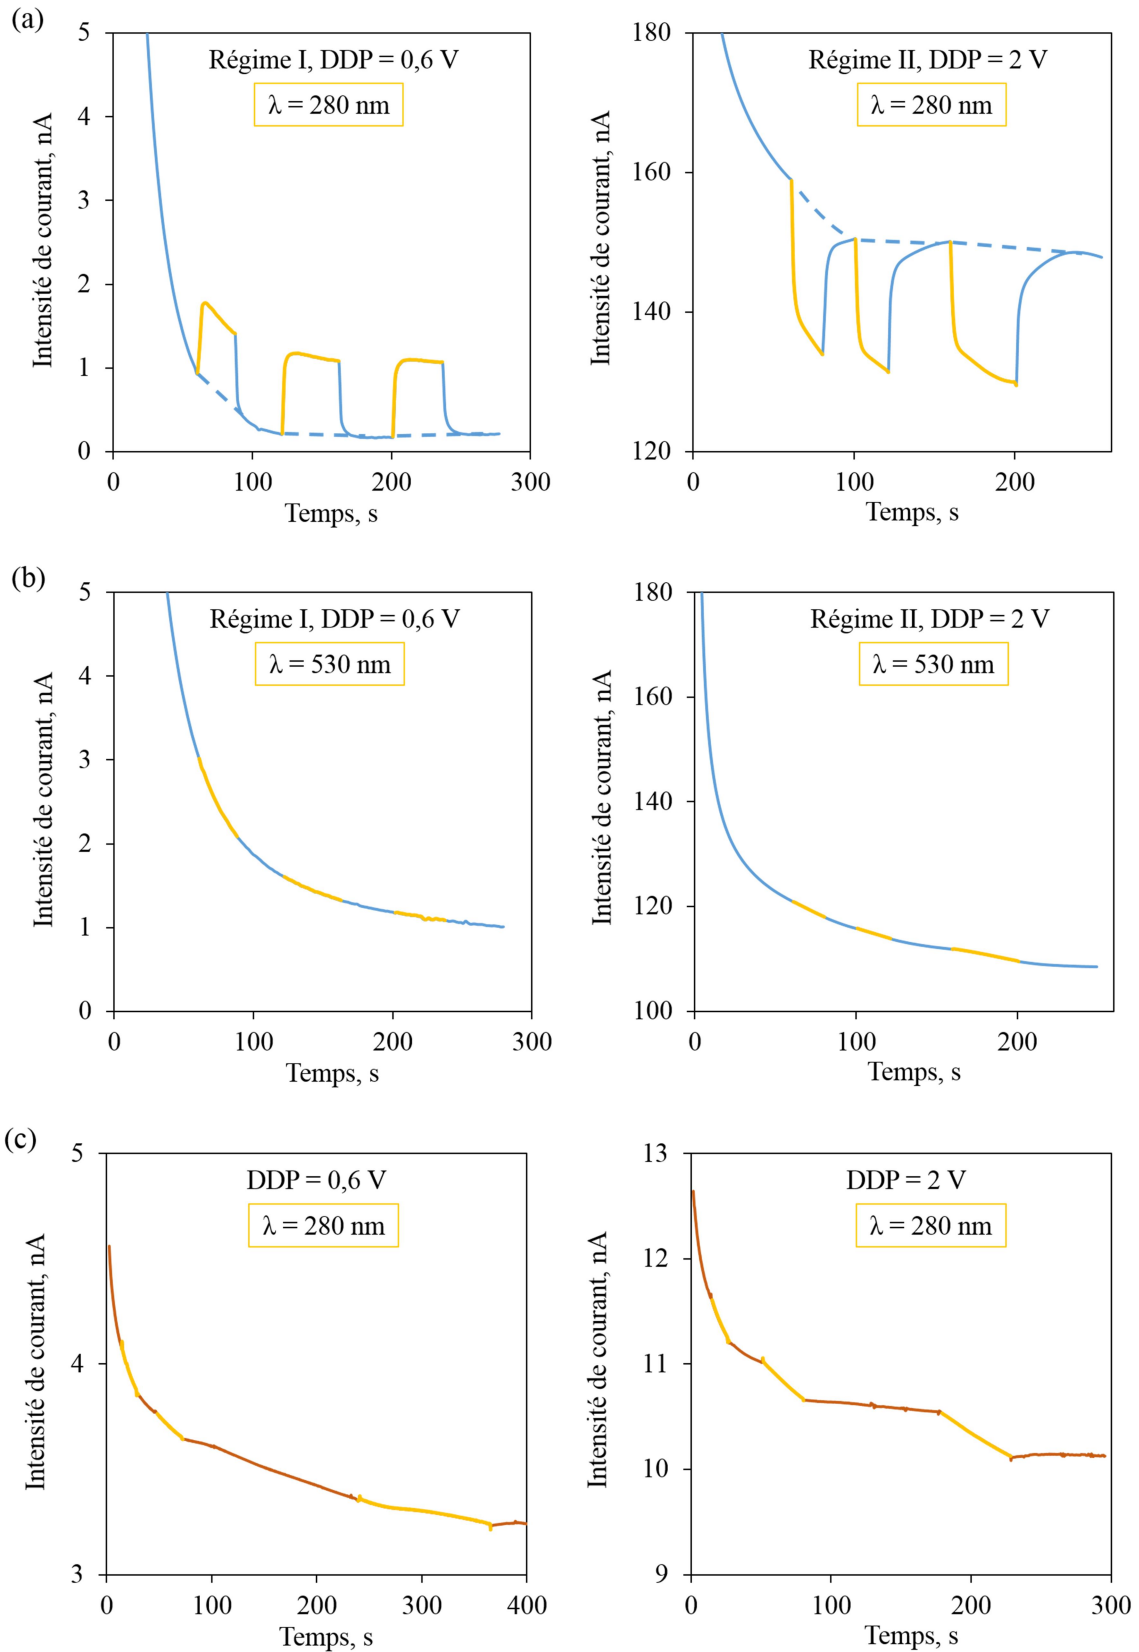 (a)
Régime I, DDP = 0,6 V
λ = 280 nm
Intensité de courant, nA
5
4
3
2
1
0
0 100 200 300
Temps, s
Régime II, DDP = 2 V
λ = 280 nm
Intensité de courant, nA
180
160
140
120
0 100 200
Temps, s
(b)
Régime I, DDP = 0,6 V
λ = 530 nm
Intensité de courant, nA
5
4
3
2
1
0
0 100 200 300
Temps, s
Régime II, DDP = 2 V
λ = 530 nm
Intensité de courant, nA
180
160
140
120
100
0 100 200
Temps, s
(c)
DDP = 0,6 V
λ = 280 nm
Intensité de courant, nA
5
4
3
0 100 200 300 400
Temps, s
DDP = 2 V
λ = 280 nm
Intensité de courant, nA
13
12
11
10
9
0 100 200 300
Temps, s